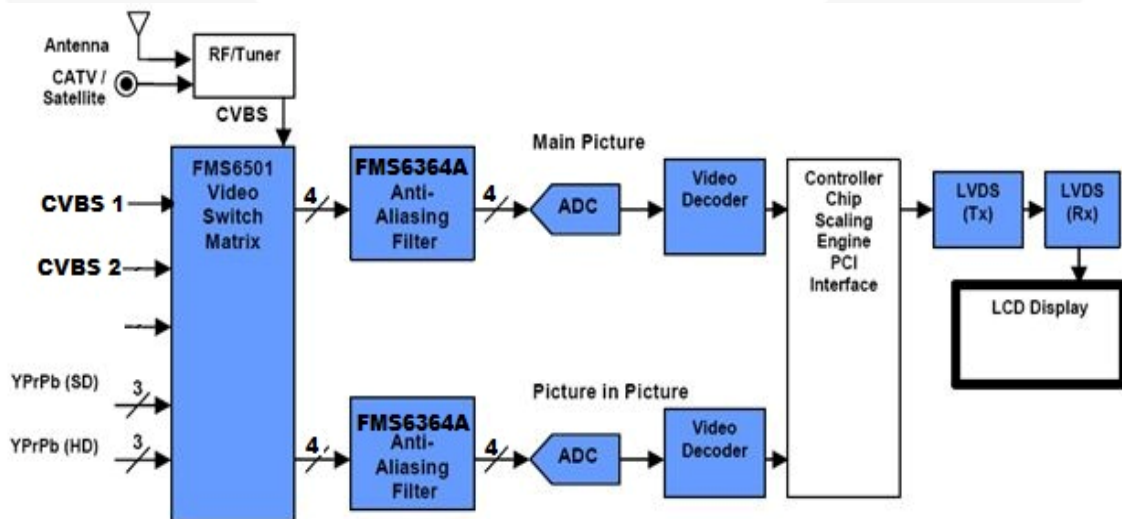 Antenna
CATV /
Satellite
RF/Tuner
CVBS
CVBS 1
CVBS 2
YPrPb (SD)
3
YPrPb (HD)
3
FMS6501
Video
Switch
Matrix
4
FMS6364A
Anti-
Aliasing
Filter
4
Main Picture
ADC
Video
Decoder
4
FMS6364A
Anti-
Aliasing
Filter
4
Picture in Picture
ADC
Video
Decoder
Controller
Chip
Scaling
Engine
PCI
Interface
LVDS
(Tx)
LVDS
(Rx)
LCD Display